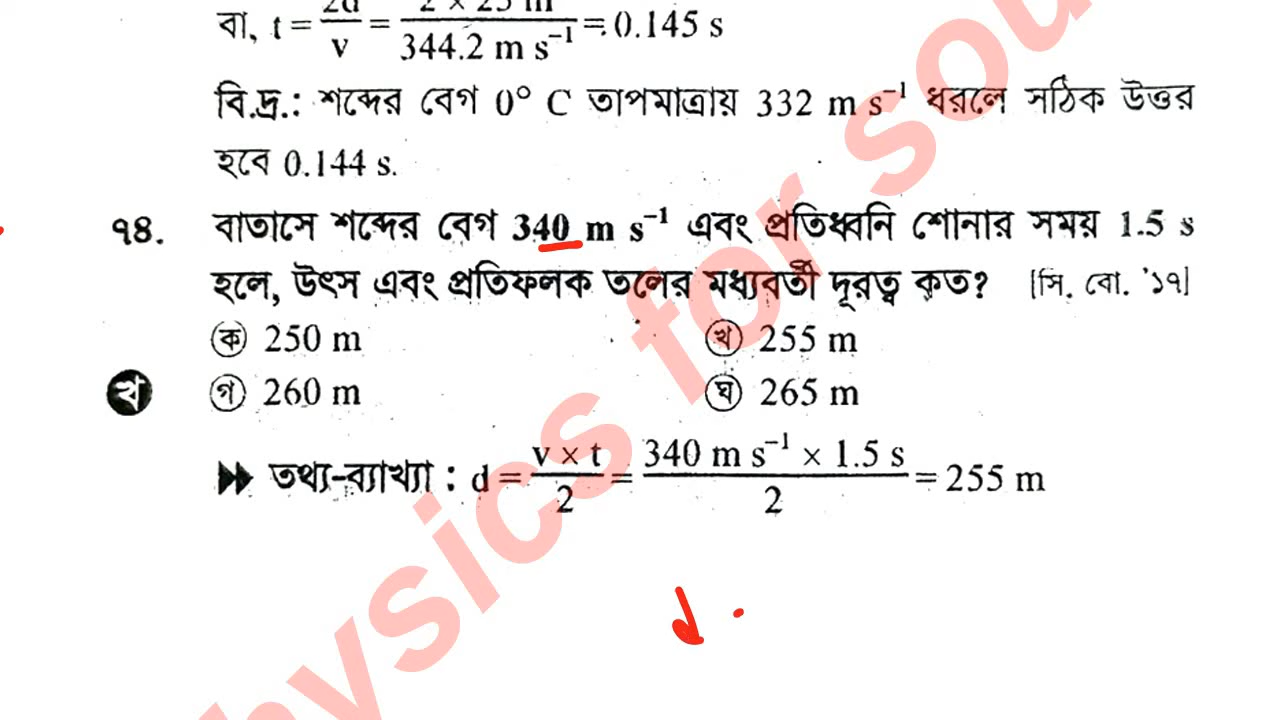 বা, t = 2d/v = 2 × 25 m/344.2 m s⁻¹ = 0.145 s
বি.দ্র.: শব্দের বেগ 0° C তাপমাত্রায় 332 m s⁻¹ ধরলে সঠিক উত্তর
হবে 0.144 s.
৭৪. বাতাসে শব্দের বেগ 340 m s⁻¹ এবং প্রতিধ্বনি শোনার সময় 1.5 s
হলে, উৎস এবং প্রতিফলক তলের মধ্যবর্তী দূরত্ব কত? [সি. বো. '১৭]
ক 250 m খ 255 m
খ গ 260 m ঘ 265 m
তথ্য-ব্যাখ্যা : d = v × t/2 = 340 m s⁻¹ × 1.5 s/2 = 255 m
d